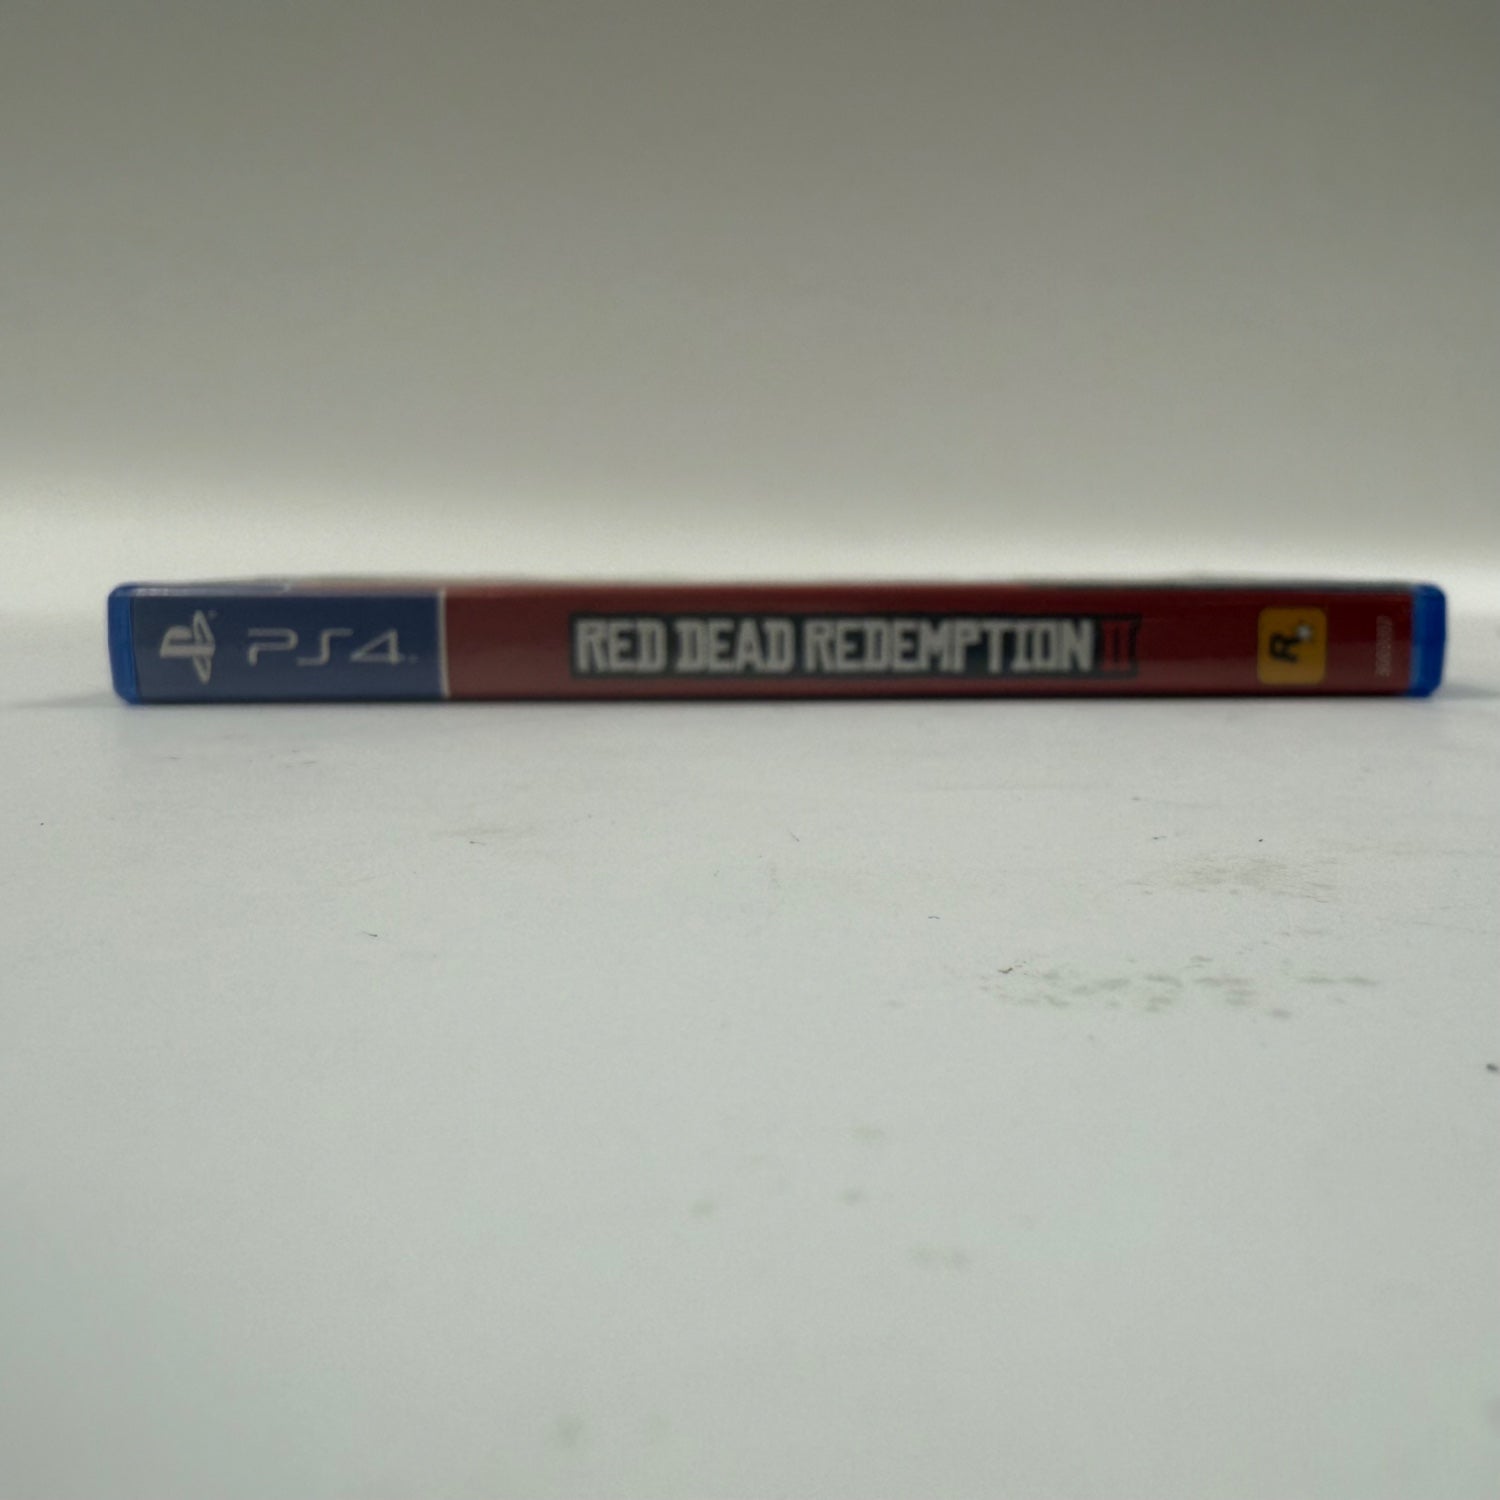 PS4
RED DEAD REDEMPTION II
R